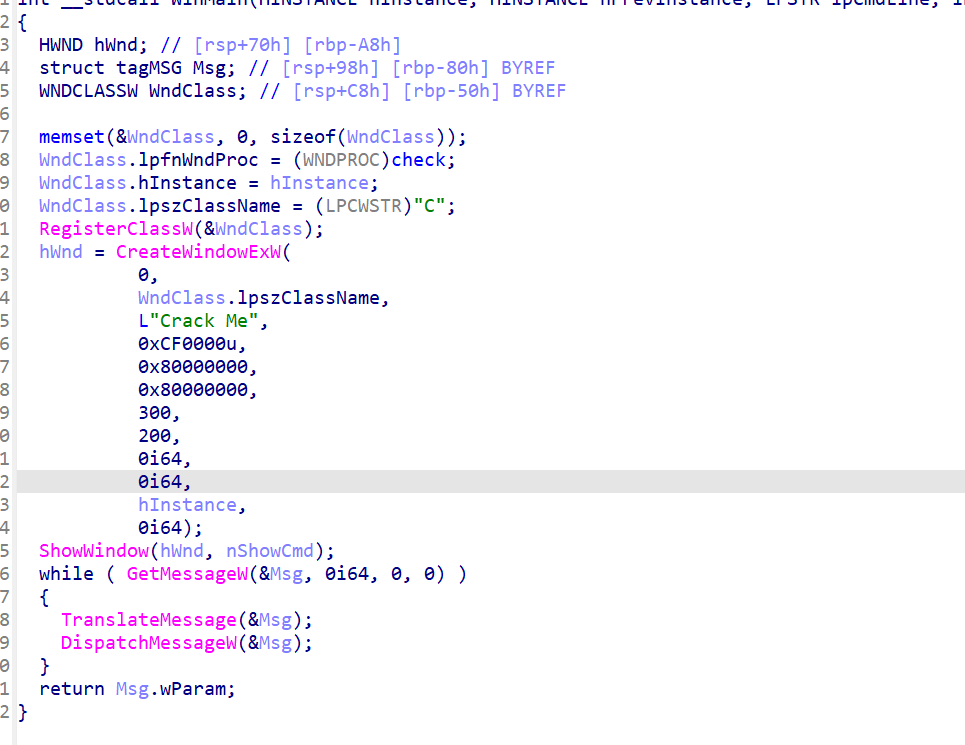 int __stdcall WinMain(HINSTANCE hInstance, HINSTANCE hPrevInstance, LPSTR lpCmdLine,
2 {
3 HWND hWnd; // [rsp+70h] [rbp-A8h]
4 struct tagMSG Msg; // [rsp+98h] [rbp-80h] BYREF
5 WNDCLASSW WndClass; // [rsp+C8h] [rbp-50h] BYREF
6
7 memset(&WndClass, 0, sizeof(WndClass));
8 WndClass.lpfnWndProc = (WNDPROC)check;
9 WndClass.hInstance = hInstance;
0 WndClass.lpszClassName = (LPCWSTR)"C";
1 RegisterClassW(&WndClass);
2 hWnd = CreateWindowExW(
3 0,
4 WndClass.lpszClassName,
5 L"Crack Me",
6 0xCF0000u,
7 0x80000000,
8 0x80000000,
9 300,
0 200,
1 0i64,
2 0i64,
3 hInstance,
4 0i64);
5 ShowWindow(hWnd, nShowCmd);
6 while ( GetMessageW(&Msg, 0i64, 0, 0) )
7 {
8 TranslateMessage(&Msg);
9 DispatchMessageW(&Msg);
0 }
1 return Msg.wParam;
2 }